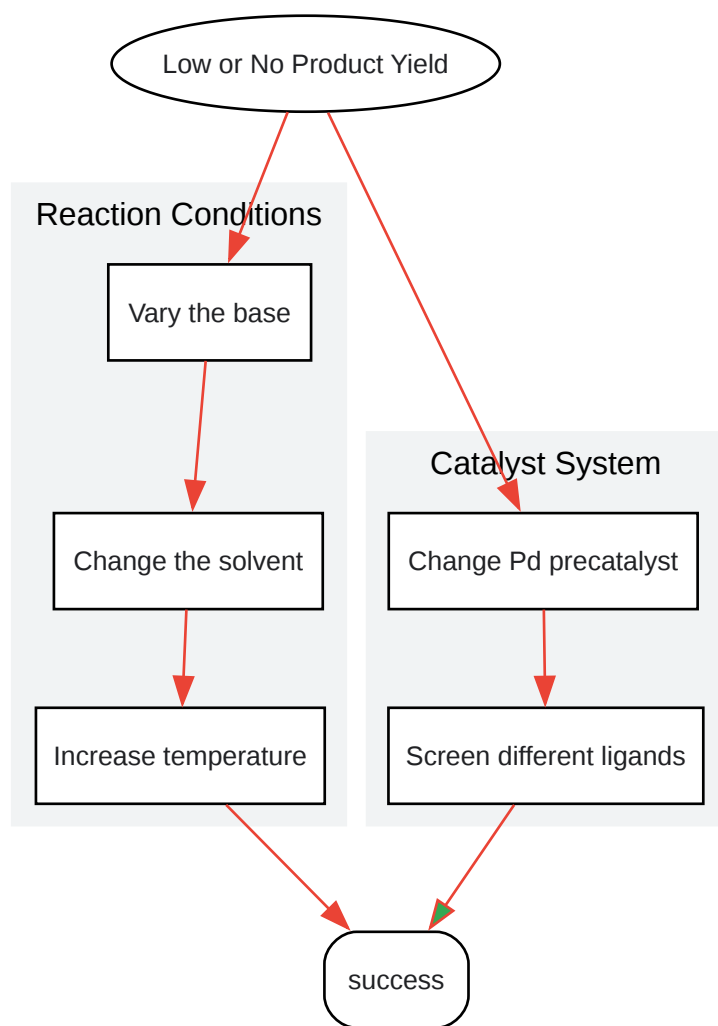 Low or No Product Yield
Reaction Conditions
Vary the base
Change the solvent
Increase temperature
Catalyst System
Change Pd precatalyst
Screen different ligands
success